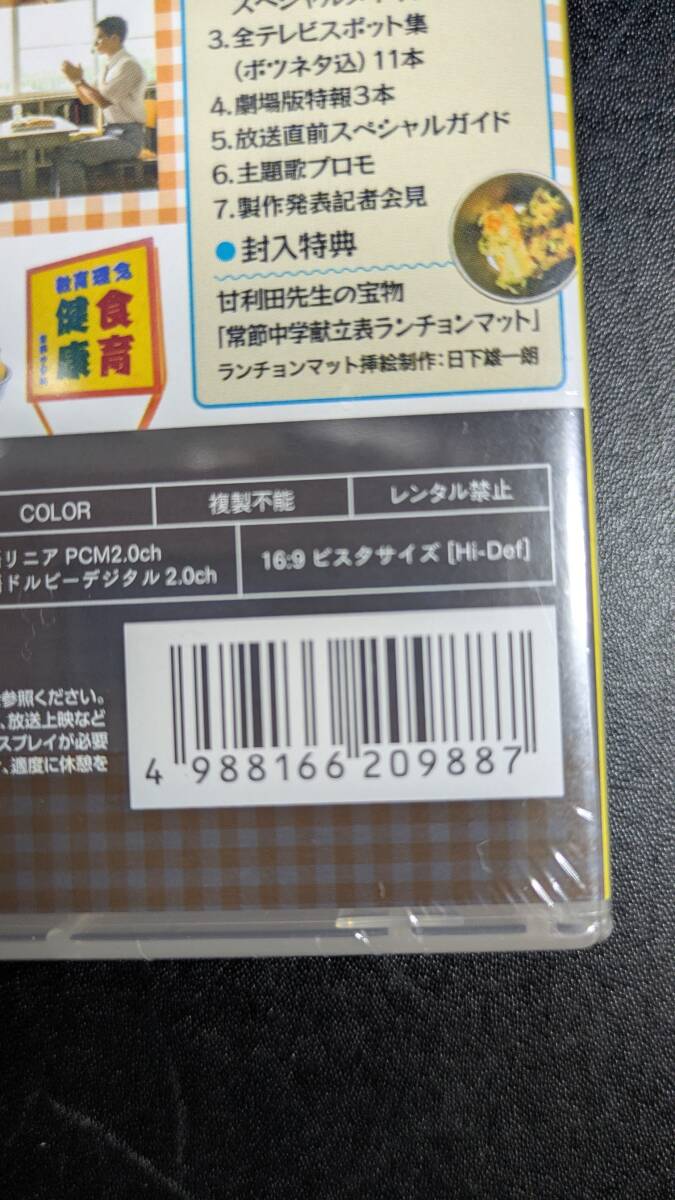 3.全テレビスポット集
(ボツネタ込)11本
4.劇場版特報3本
5.放送直前スペシャルガイド
6.主題歌プロモ
7.製作発表記者会見
●封入特典
甘利田先生の宝物
「常節中学献立表ランチョンマット」
ランチョンマット挿絵制作:日下雄一朗
教育理念
食育
健康
COLOR
複製不能
レンタル禁止
リニア PCM2.0ch
ドルビーデジタル 2.0ch
16:9 ビスタサイズ [Hi-Def]
参照ください。
、放送上映など
スプレイが必要
、適度に休憩を
4 988166 209887